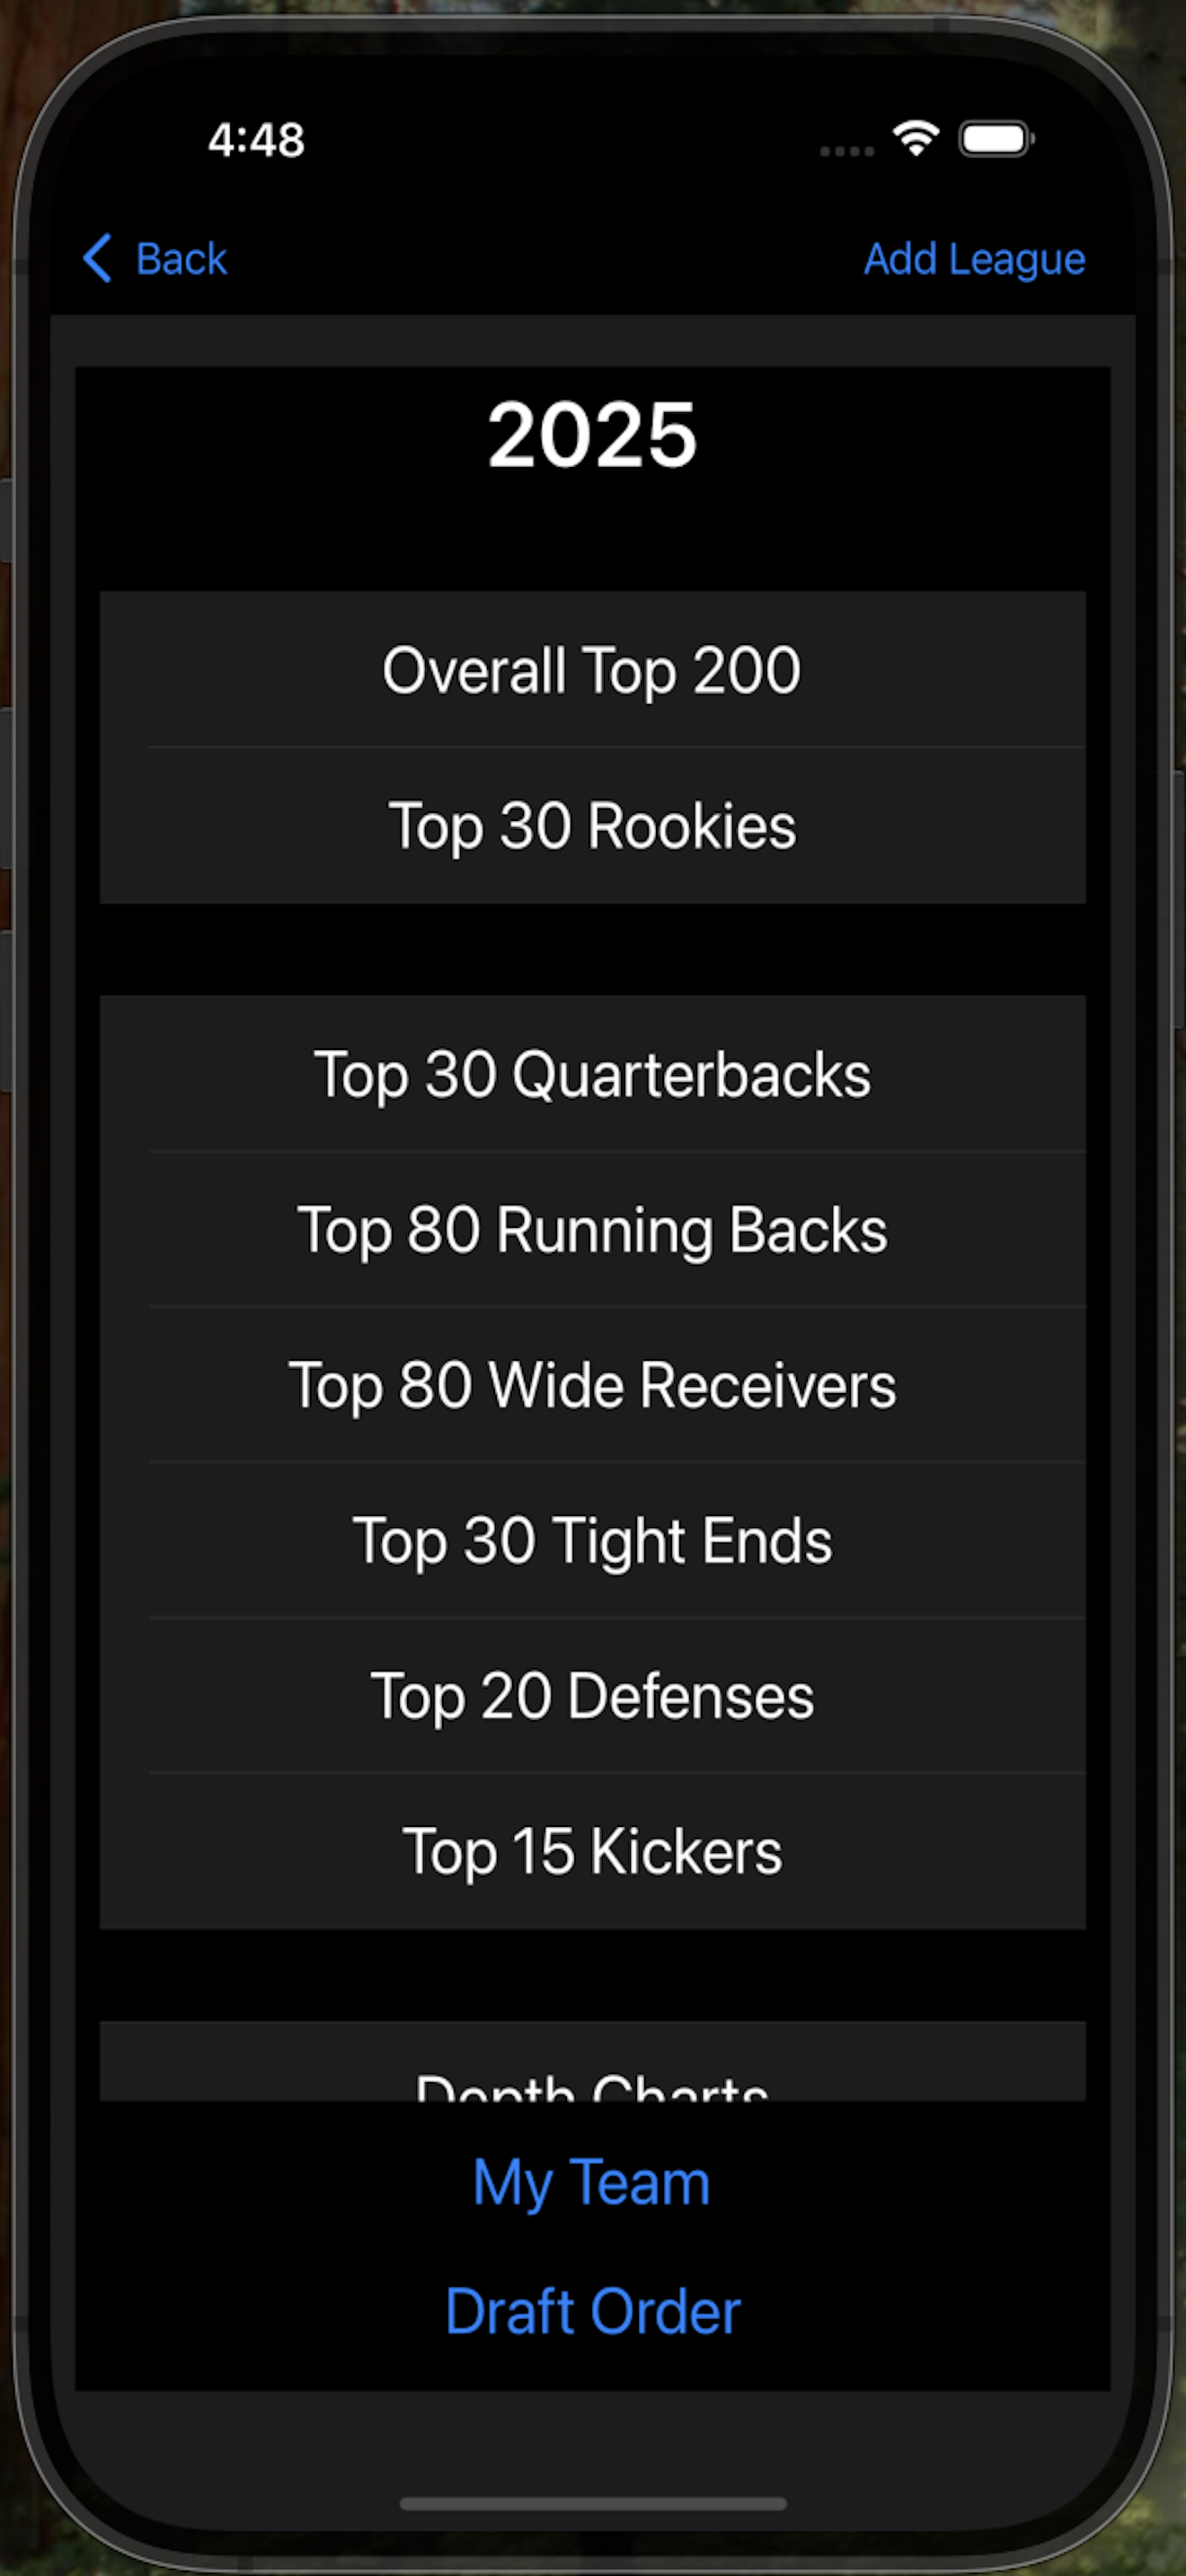 4:48
Back
Add League
2025
Overall Top 200
Top 30 Rookies
Top 30 Quarterbacks
Top 80 Running Backs
Top 80 Wide Receivers
Top 30 Tight Ends
Top 20 Defenses
Top 15 Kickers
Depth Charts
My Team
Draft Order